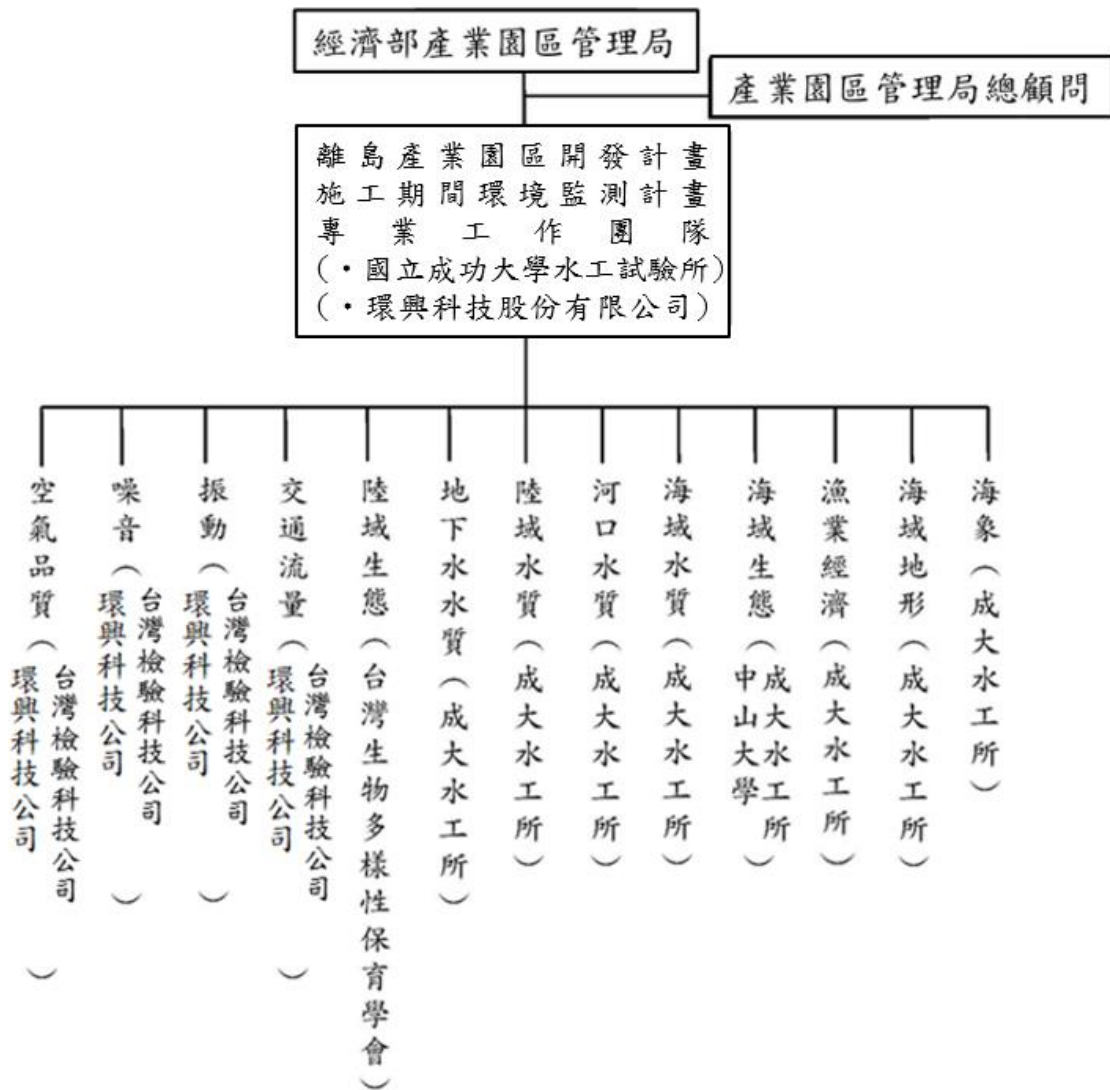 經濟部產業園區管理局
產業園區管理局總顧問
離島產業園區開發計畫
施工期間環境監測計畫
專業工作團隊
(・國立成功大學水工試驗所)
(・環興科技股份有限公司)
空氣品質(台灣檢驗科技公司
環興科技公司)
噪音(台灣檢驗科技公司
環興科技公司)
振動(台灣檢驗科技公司
環興科技公司)
交通流量(台灣檢驗科技公司
環興科技公司)
陸域生態(台灣生物多樣性保育學會)
地下水水質(成大水工所)
陸域水質(成大水工所)
河口水質(成大水工所)
海域水質(成大水工所)
海域生態(成大水工所
中山大學)
漁業經濟(成大水工所)
海域地形(成大水工所)
海象(成大水工所)